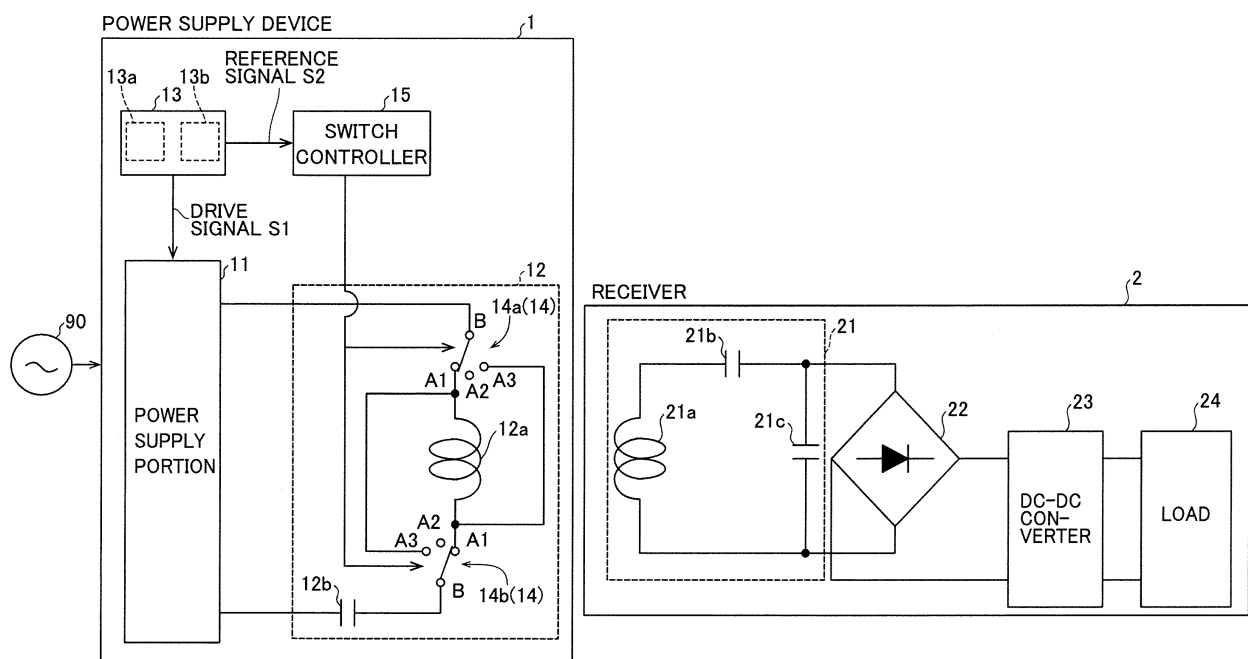 POWER SUPPLY DEVICE
1
REFERENCE
SIGNAL S2
13a
13
13b
15
SWITCH
CONTROLLER
DRIVE
SIGNAL S1
11
12
90
POWER
SUPPLY
PORTION
B
14a(14)
A1
A2
A3
12a
A2
A3
A1
12b
B
14b(14)
RECEIVER
2
21
21b
21a
21c
22
23
24
DC-DC
CON-
VERTER
LOAD